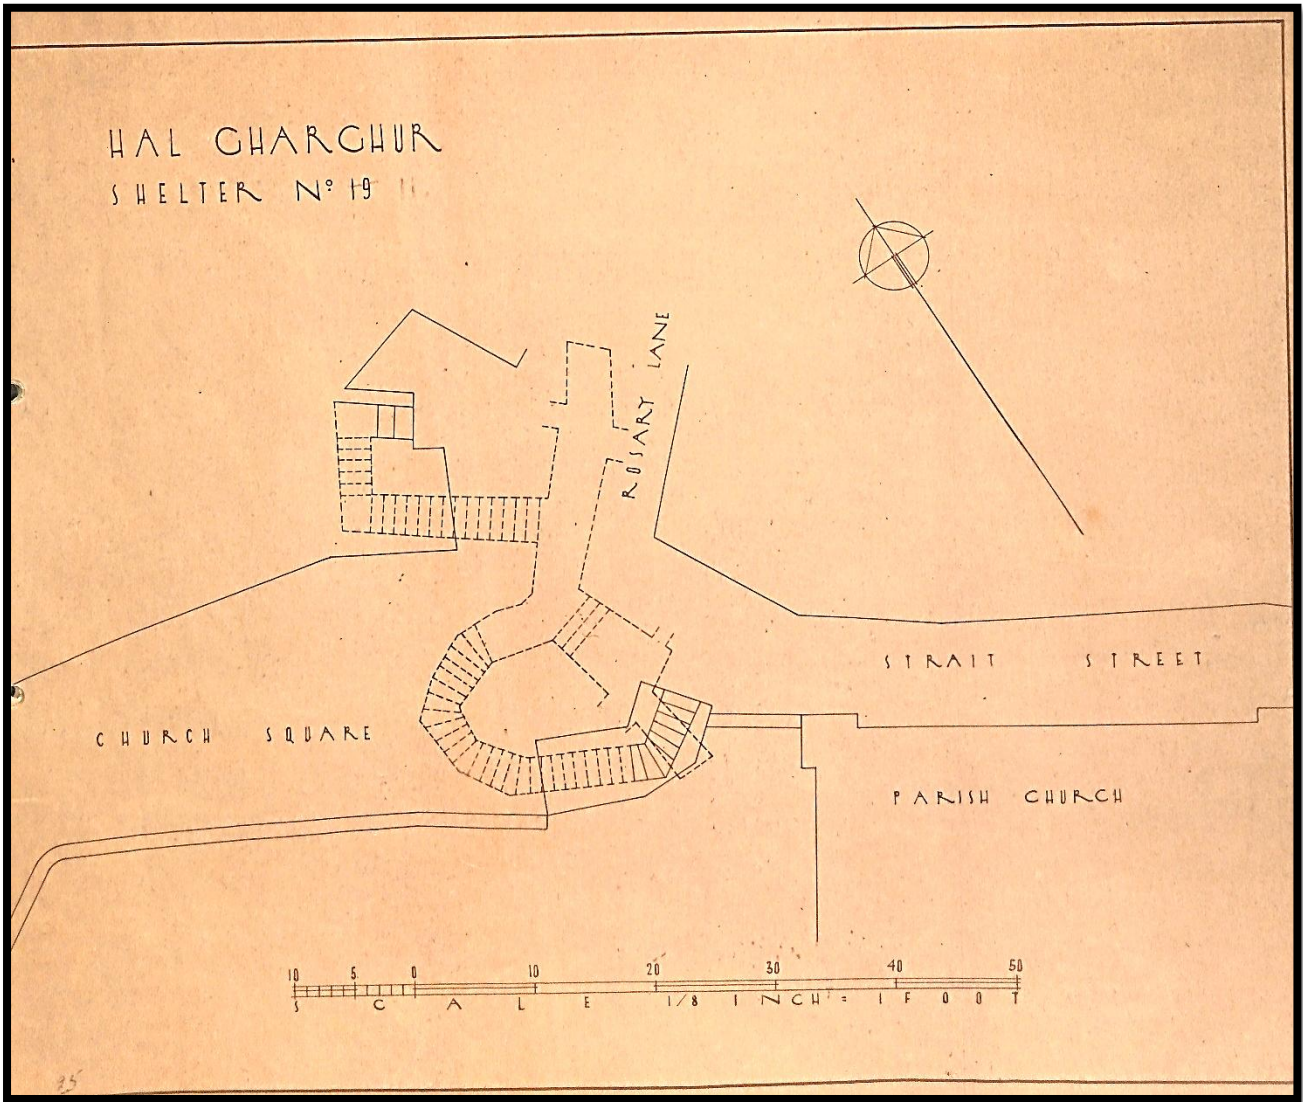 HAL GHARGHUR
SHELTER Nº 19
ROSARY LANE
STRAIT STREET
CHURCH SQUARE
PARISH CHURCH
10 5 0 10 20 30 40 50
SCALE 1/8 INCH = 1 FOOT